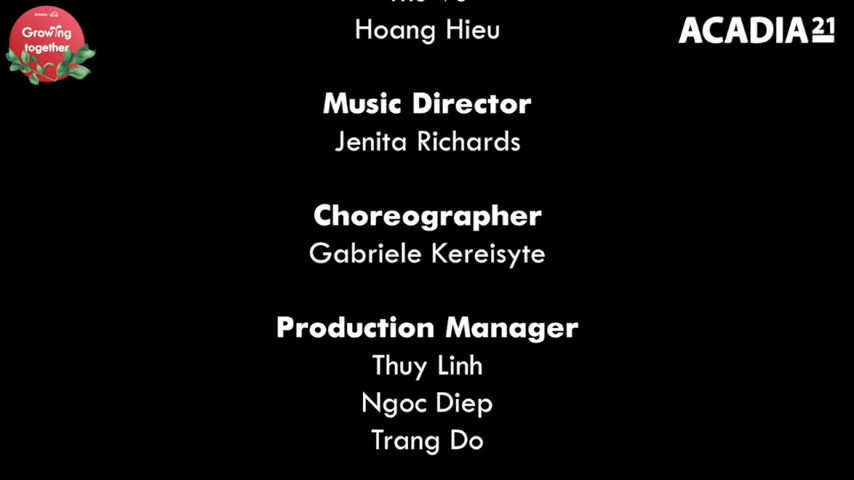 Growing
together
ACADIA21
Hoang Hieu
Music Director
Jenita Richards
Choreographer
Gabriele Kereisyte
Production Manager
Thuy Linh
Ngoc Diep
Trang Do